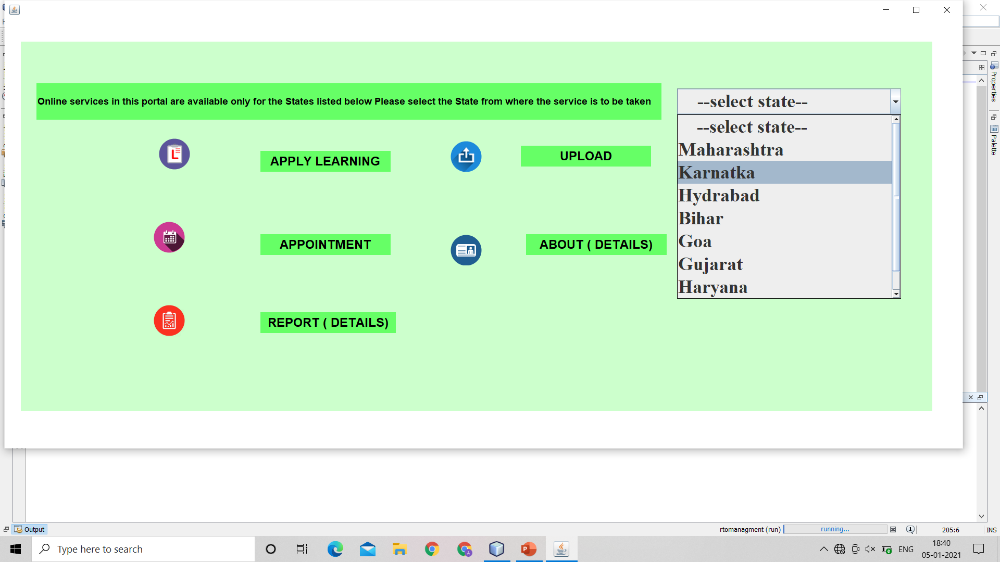 Online services in this portal are available only for the States listed below Please select the State from where the service is to be taken
--select state--
--select state--
Maharashtra
Karnatka
Hydrabad
Bihar
Goa
Gujarat
Haryana
L
APPLY LEARNING
UPLOAD
APPOINTMENT
ABOUT ( DETAILS)
REPORT ( DETAILS)
Properties
Palette
Output
rtomanagment (run)
running...
1
205:6
INS
Type here to search
A
P
ENG
18:40
05-01-2021